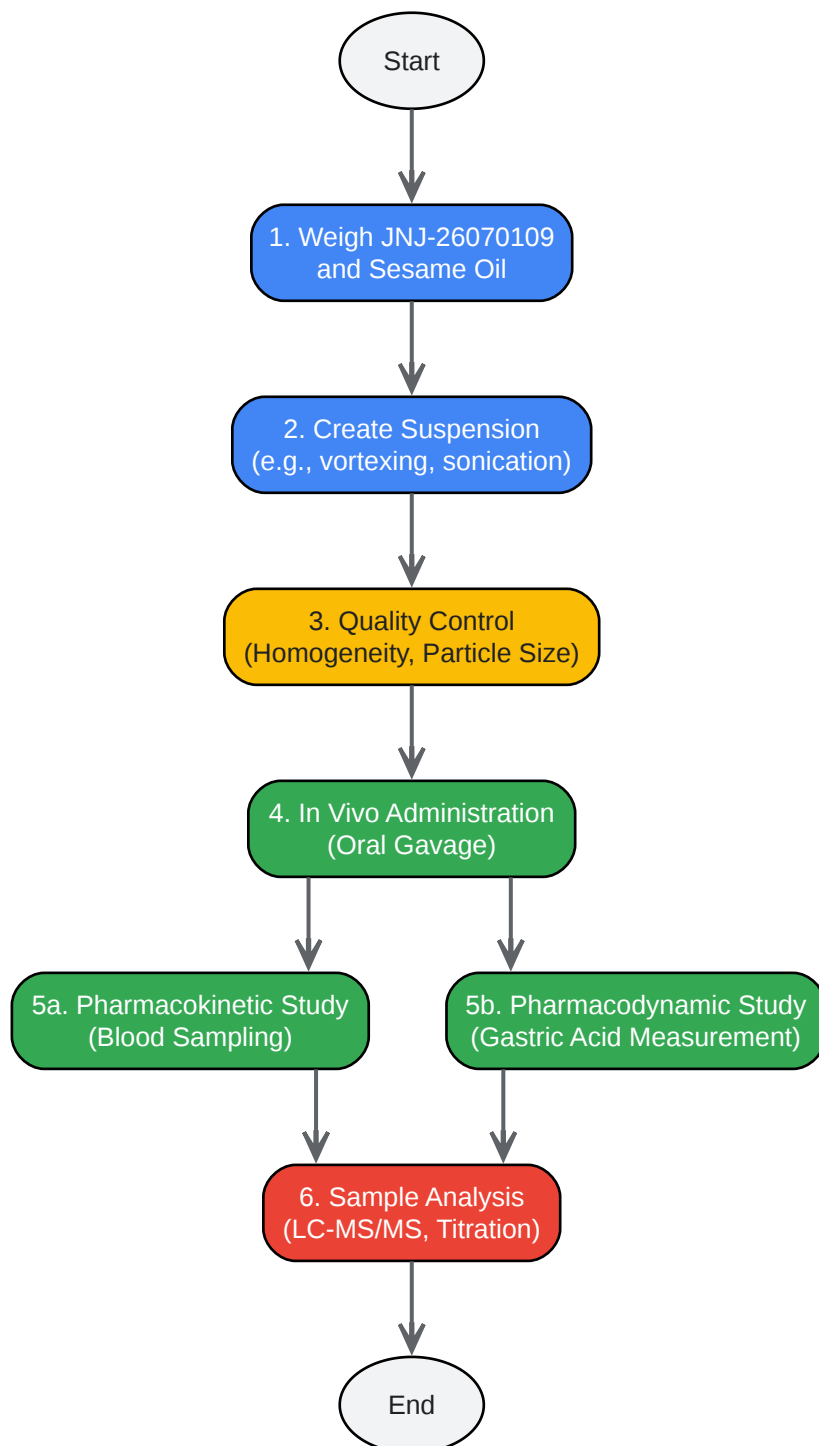 Start
1. Weigh JNJ-26070109
and Sesame Oil
2. Create Suspension
(e.g., vortexing, sonication)
3. Quality Control
(Homogeneity, Particle Size)
4. In Vivo Administration
(Oral Gavage)
5a. Pharmacokinetic Study
(Blood Sampling)
5b. Pharmacodynamic Study
(Gastric Acid Measurement)
6. Sample Analysis
(LC-MS/MS, Titration)
End